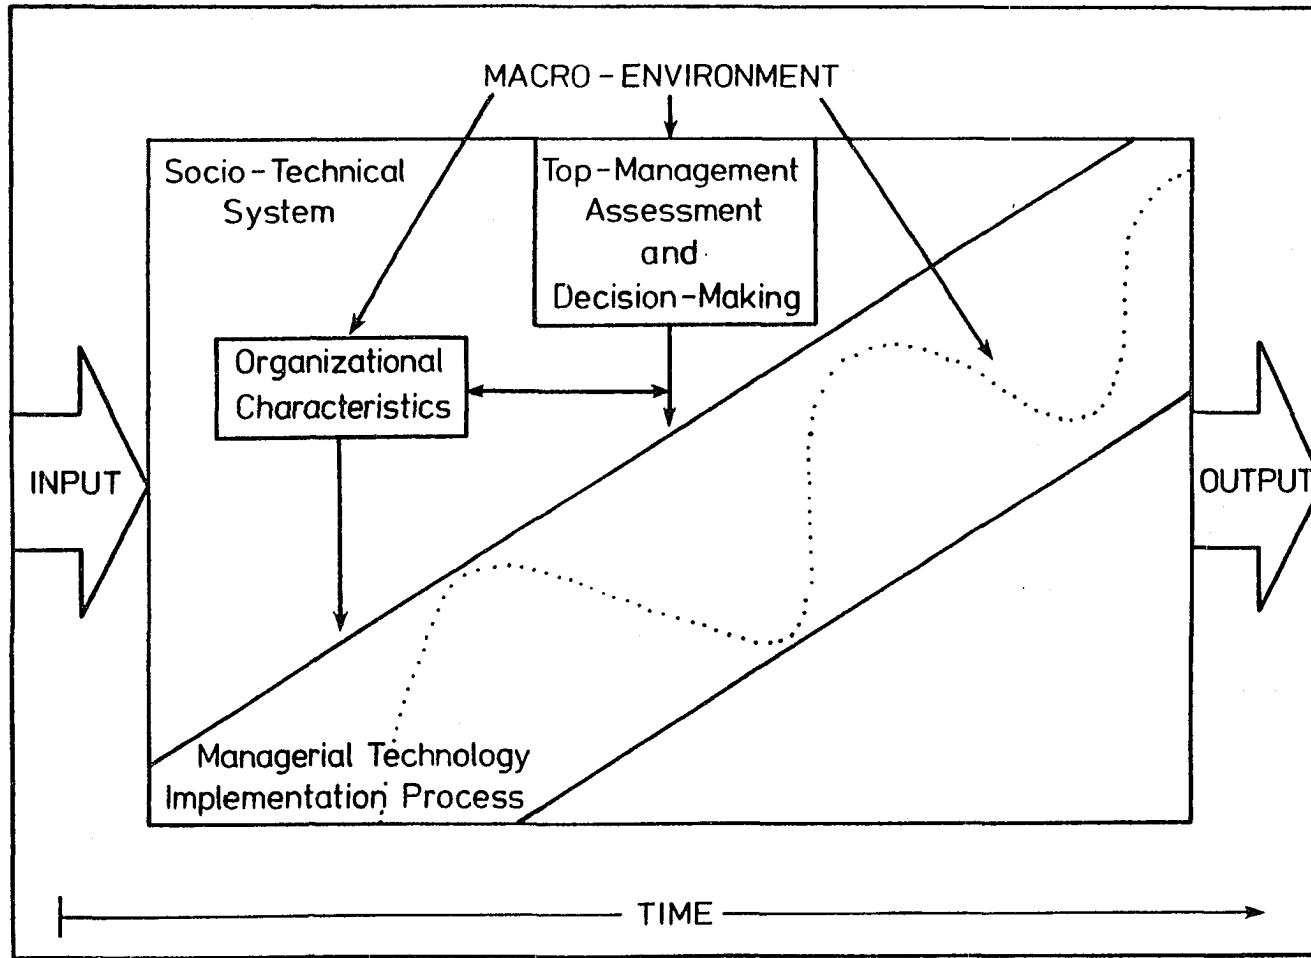 MACRO-ENVIRONMENT
Socio-Technical
System
Top-Management
Assessment
and
Decision-Making
Organizational
Characteristics
INPUT
OUTPUT
Managerial Technology
Implementation Process
TIME